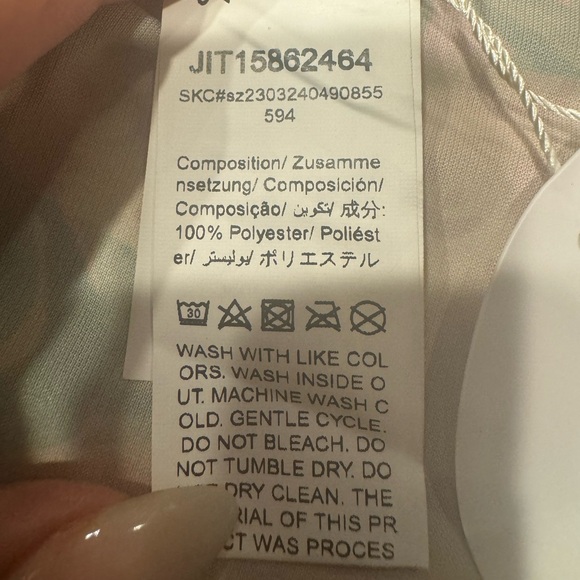 JIT15862464
SKC#sz2303240490855
594
Composition/ Zusamme
nsetzung/ Composición/
Composição/ تكوين/ 成分:
100% Polyester/ Poliést
er/ بوليستر/ ポリエステル
30
WASH WITH LIKE COL
ORS. WASH INSIDE O
UT. MACHINE WASH C
OLD. GENTLE CYCLE.
DO NOT BLEACH. DO
NOT TUMBLE DRY. DO
DRY CLEAN. THE
RIAL OF THIS PR
CT WAS PROCES